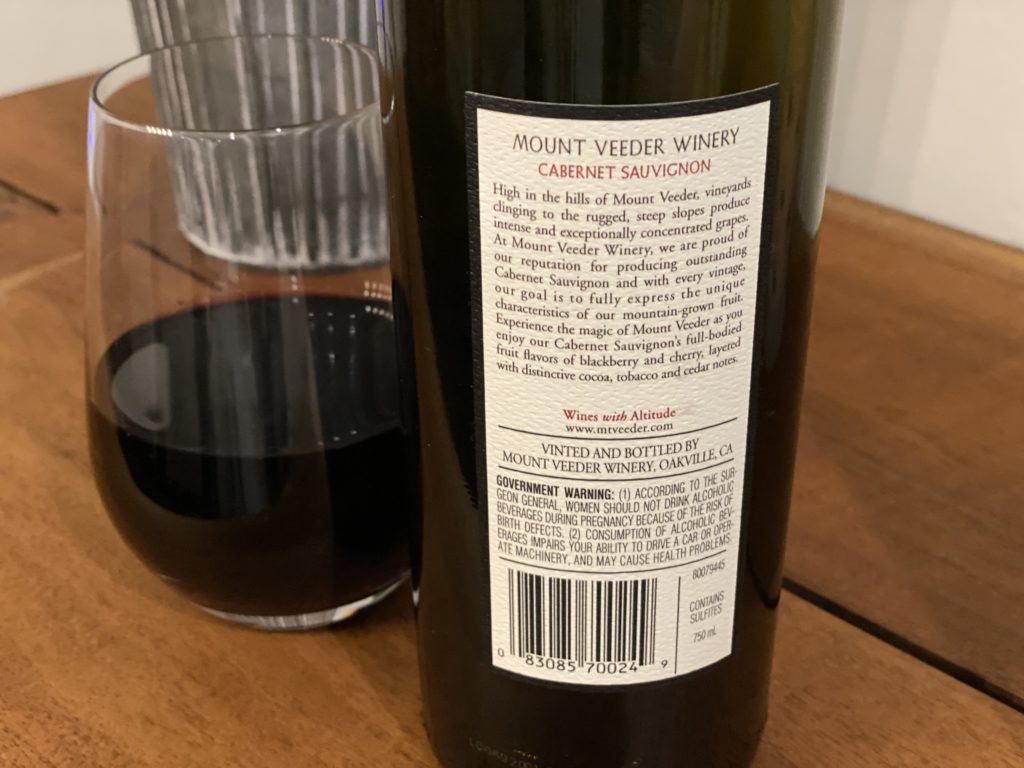 MOUNT VEEDER WINERY
CABERNET SAUVIGNON
High in the hills of Mount Veeder, vineyards
clinging to the rugged, steep slopes produce
intense and exceptionally concentrated grapes.
At Mount Veeder Winery, we are proud of
our reputation for producing outstanding
Cabernet Sauvignon and with every vintage,
our goal is to fully express the unique
characteristics of our mountain-grown fruit.
Experience the magic of Mount Veeder as you
enjoy our Cabernet Sauvignon's full-bodied
fruit flavors of blackberry and cherry, layered
with distinctive cocoa, tobacco and cedar notes.
Wines with Altitude
www.mtveeder.com
VINTED AND BOTTLED BY
MOUNT VEEDER WINERY, OAKVILLE, CA
GOVERNMENT WARNING: (1) ACCORDING TO THE SUR-
GEON GENERAL, WOMEN SHOULD NOT DRINK ALCOHOLIC
BEVERAGES DURING PREGNANCY BECAUSE OF THE RISK OF
BIRTH DEFECTS. (2) CONSUMPTION OF ALCOHOLIC BEV-
ERAGES IMPAIRS YOUR ABILITY TO DRIVE A CAR OR OPER-
ATE MACHINERY, AND MAY CAUSE HEALTH PROBLEMS.
80079445
CONTAINS
SULFITES
750 mL
0 83085 70024 9